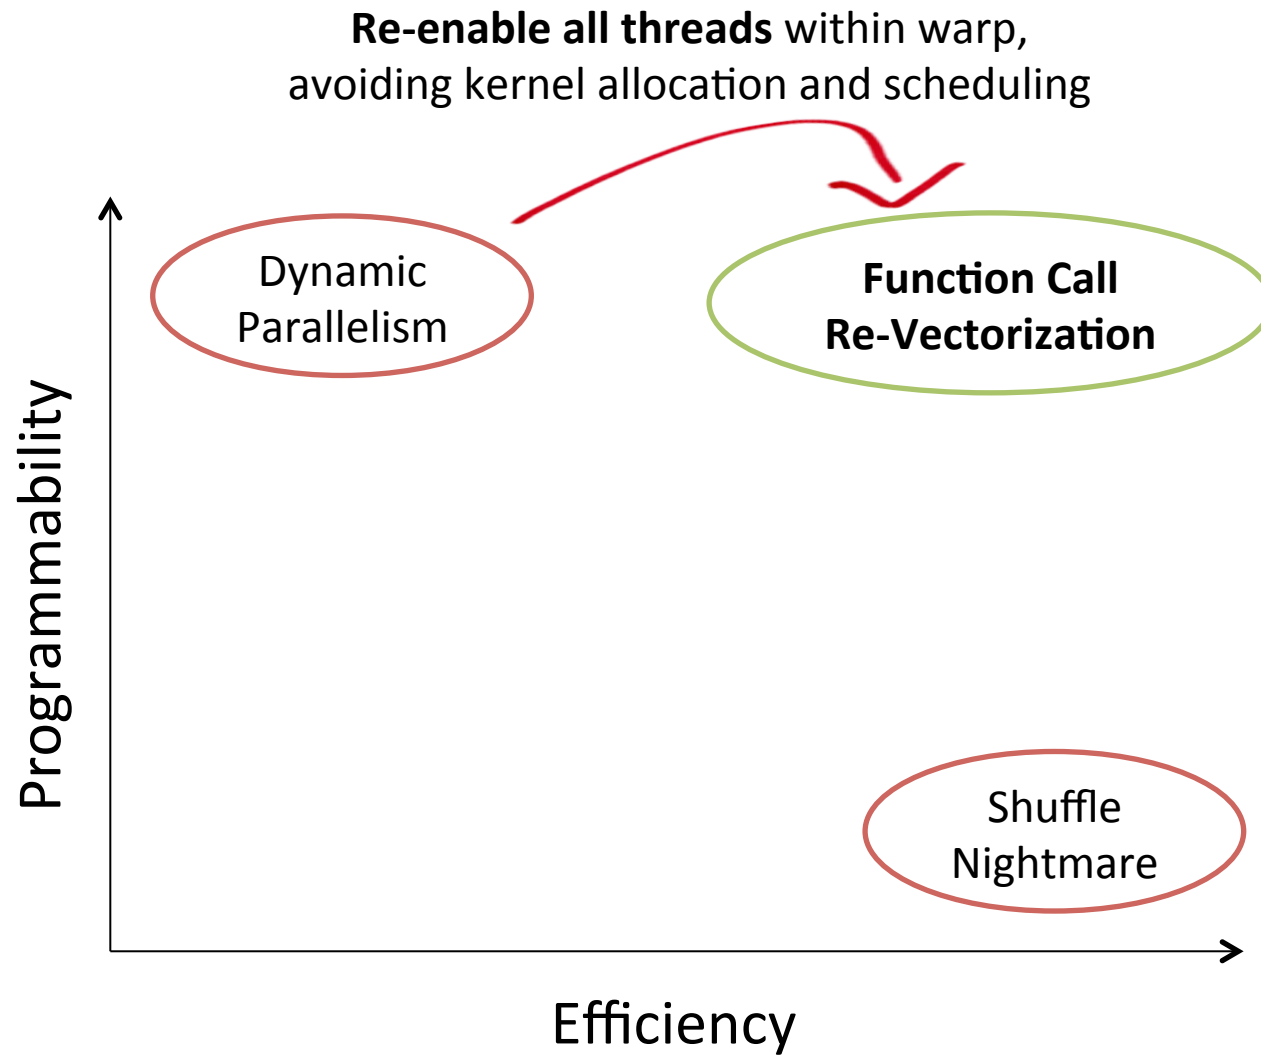 Re-enable all threads within warp,
avoiding kernel allocation and scheduling
Dynamic
Parallelism
Function Call
Re-Vectorization
Programmability
Shuffle
Nightmare
Efficiency